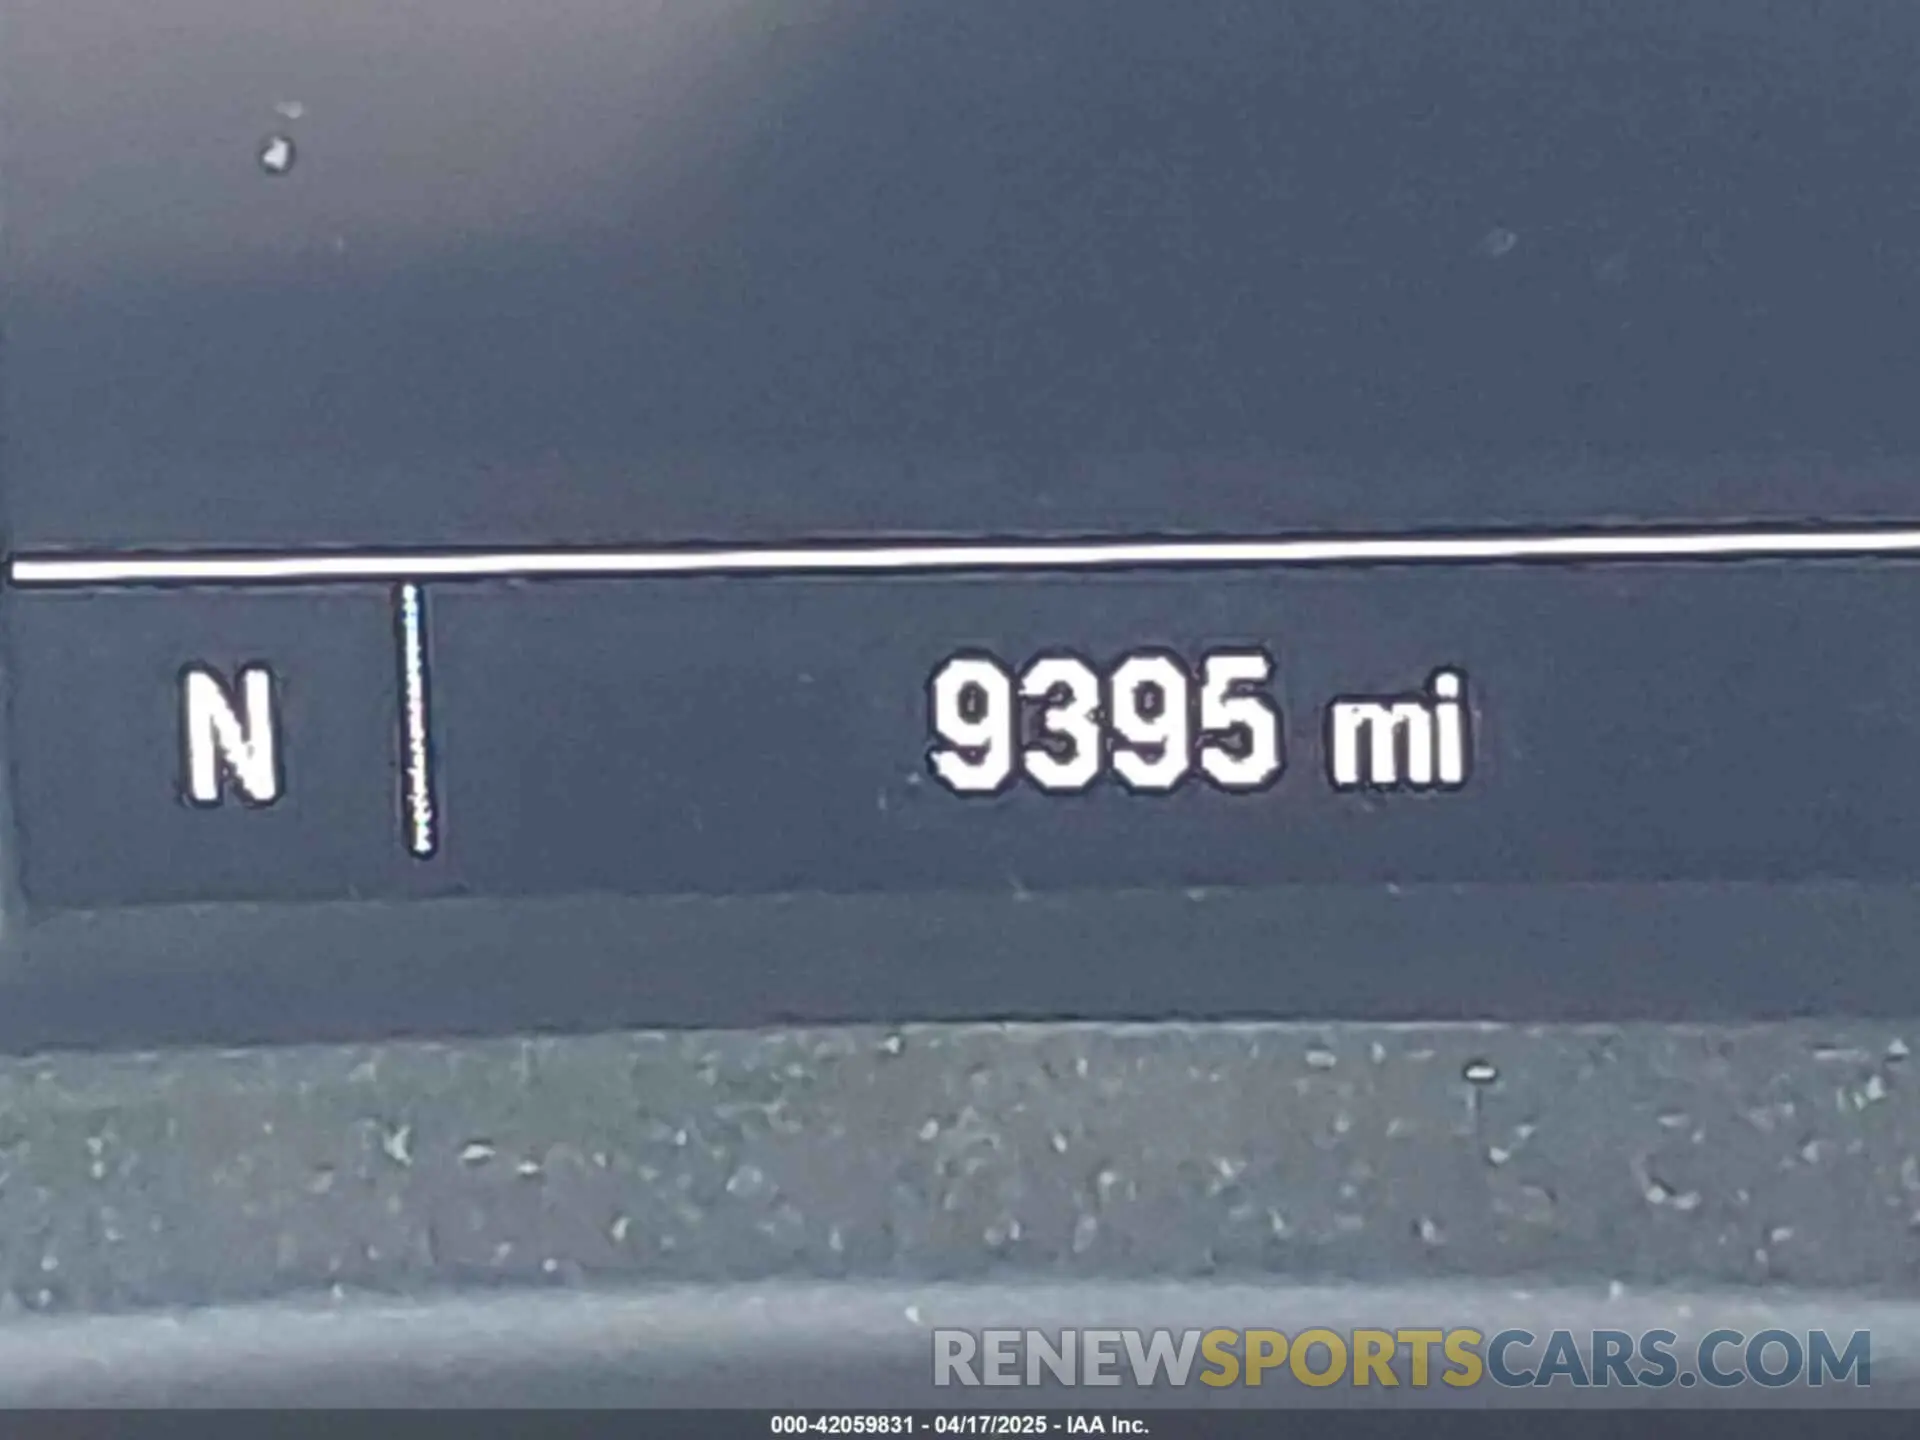 N 9395 mi
RENEWSPORTSCARS.COM
000-42059831 - 04/17/2025 - IAA Inc.